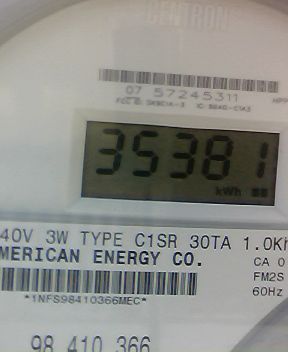 CENTRON
07 57245311
35381
kWh
40V 3W TYPE C1SR 30TA 1.0Kh
MERICAN ENERGY CO.
CA 0
FM2S
60Hz
*1NFS98410366MEC*
98 410 366